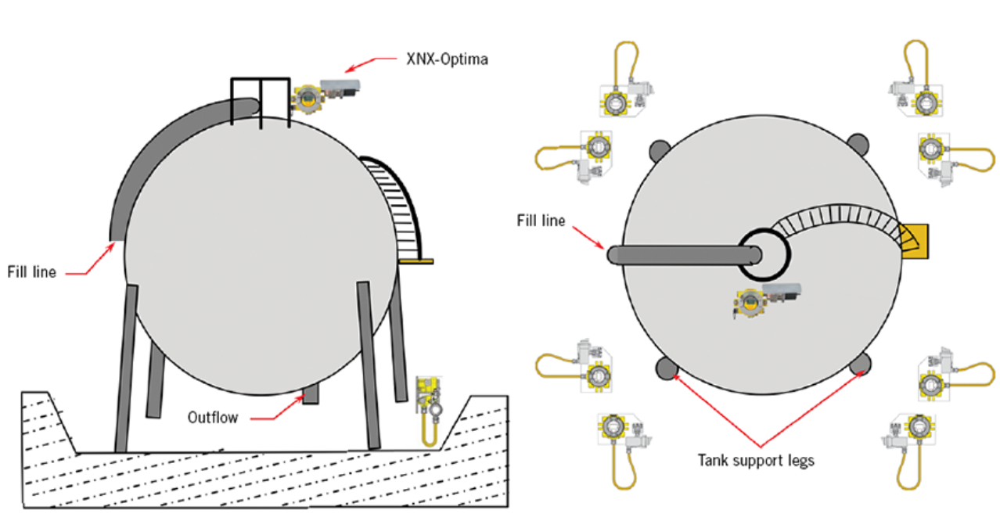 XNX-Optima
Fill line
Outflow
Fill line
Tank support legs